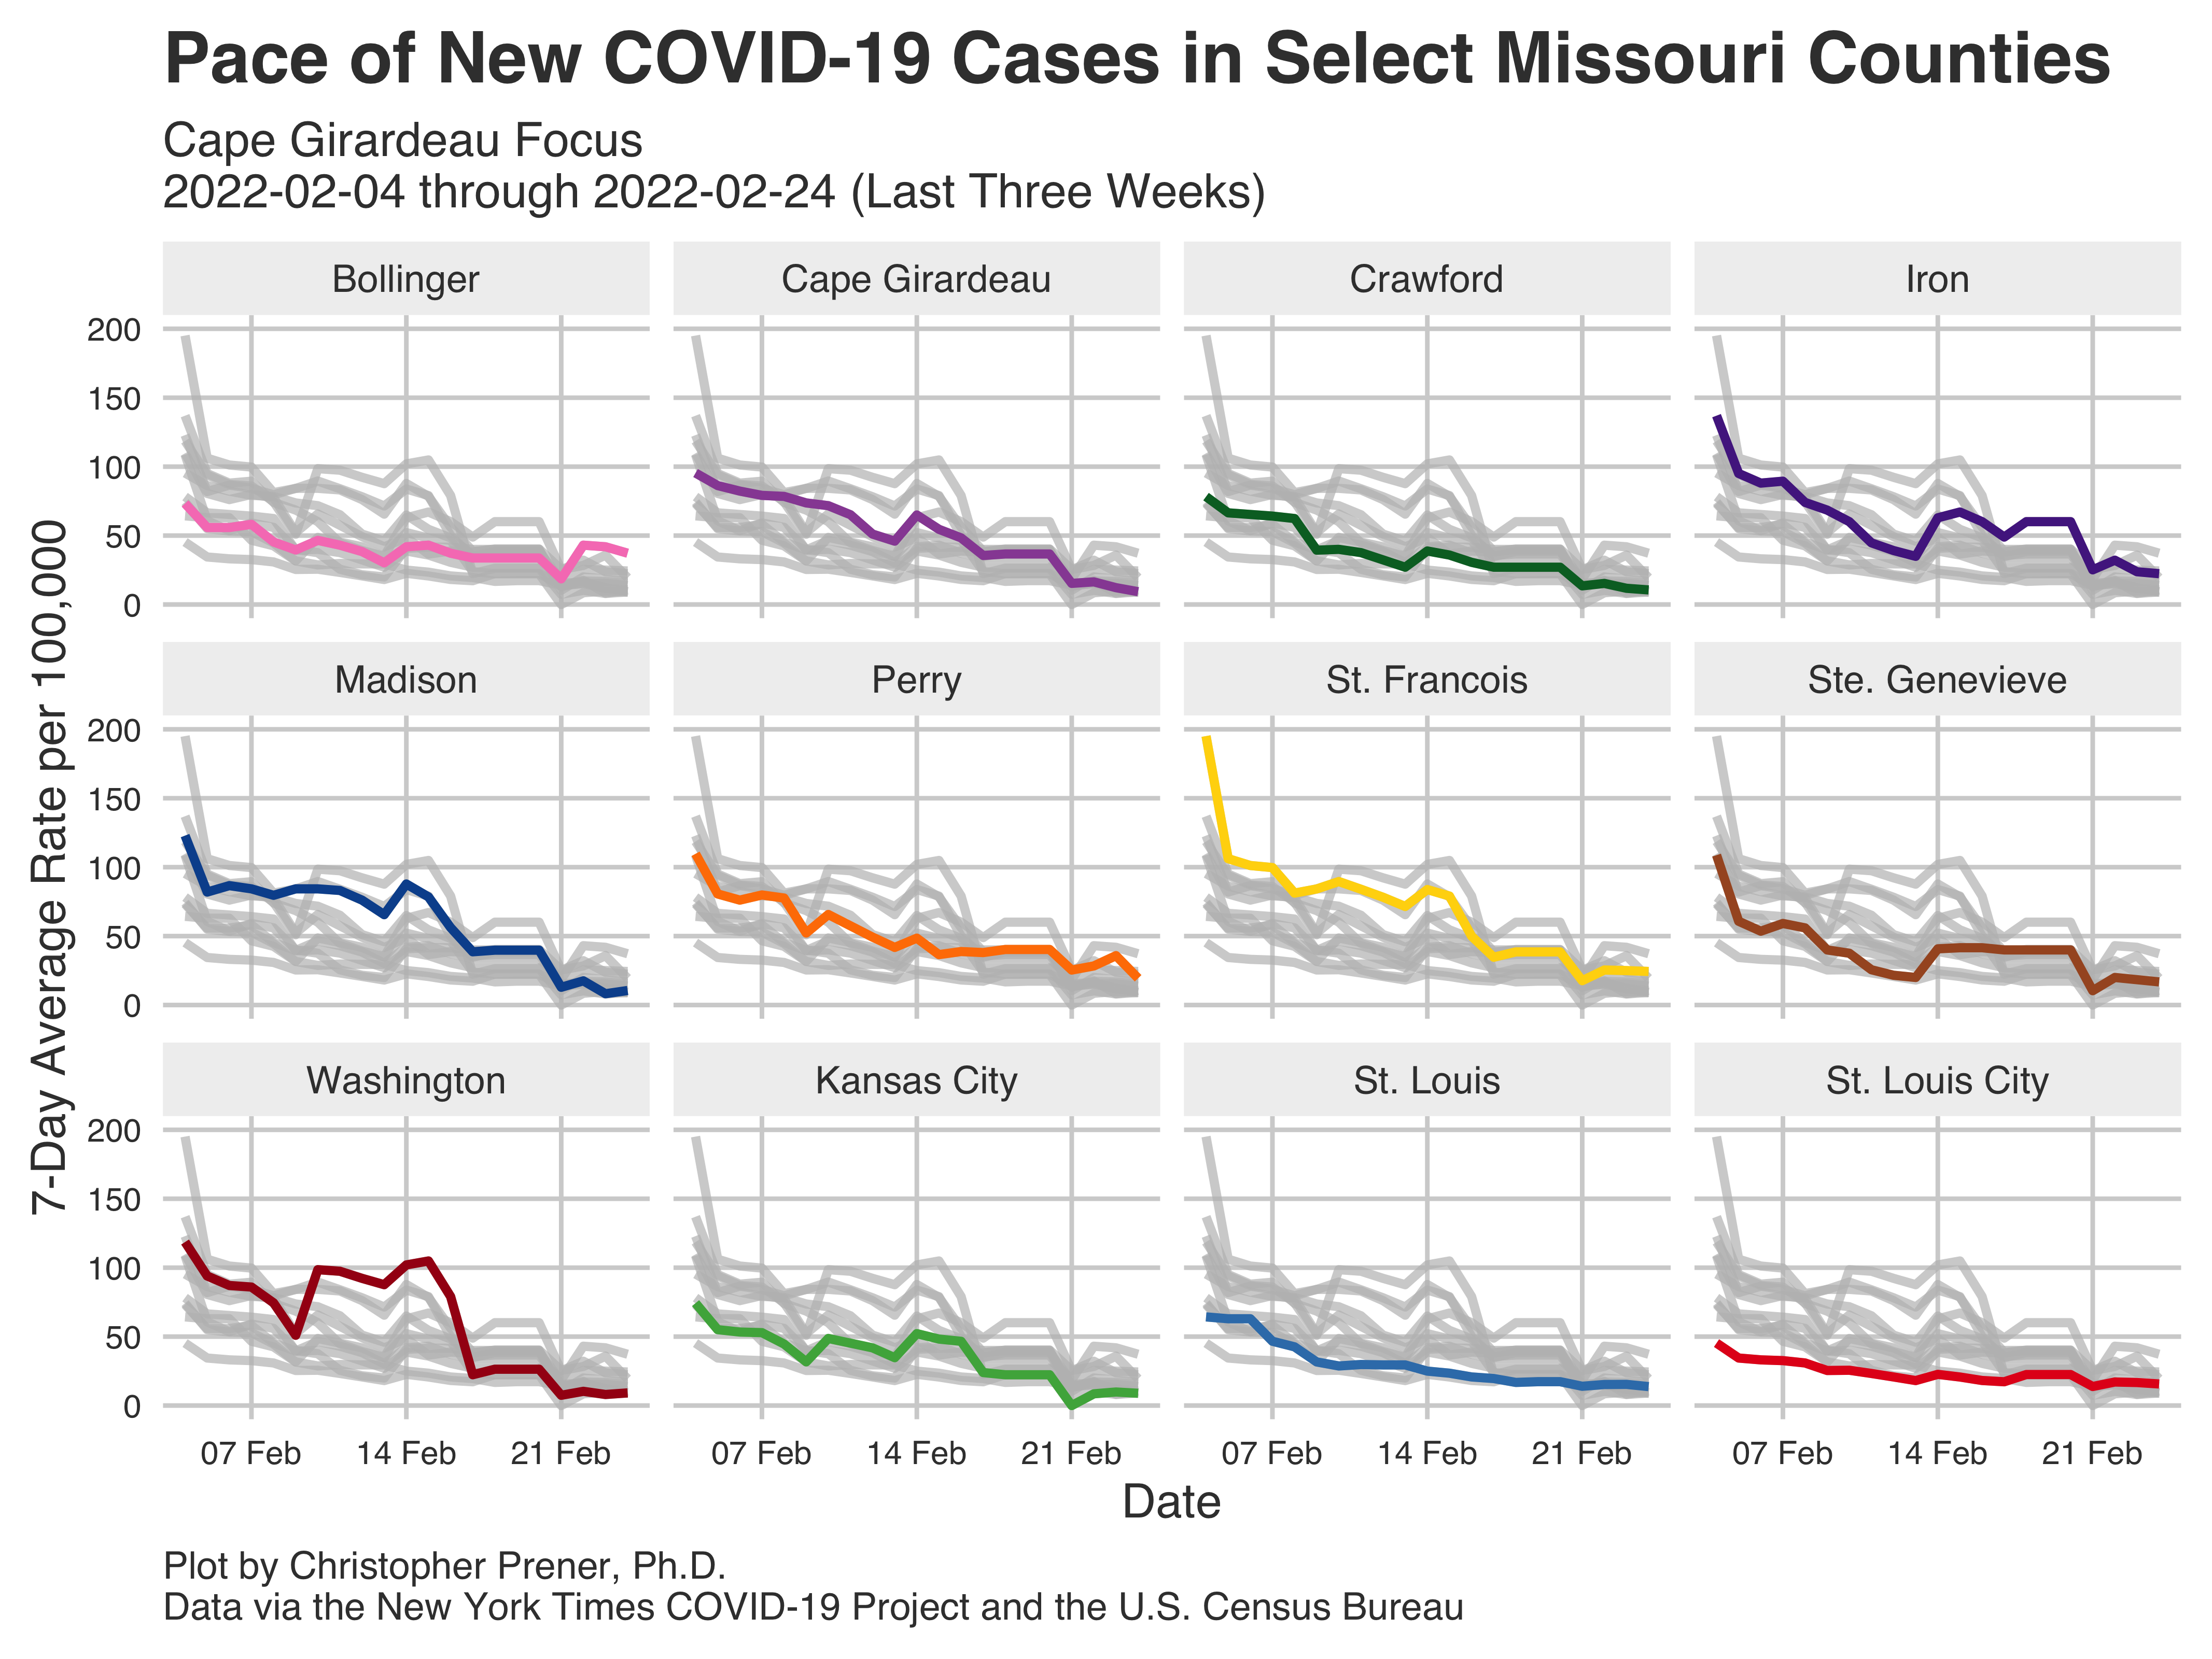 Pace of New COVID-19 Cases in Select Missouri Counties
Cape Girardeau Focus
2022-02-04 through 2022-02-24 (Last Three Weeks)
7-Day Average Rate per 100,000
Bollinger
Cape Girardeau
Crawford
Iron
200
150
100
50
0
Madison
Perry
St. Francois
Ste. Genevieve
200
150
100
50
0
Washington
Kansas City
St. Louis
St. Louis City
200
150
100
50
0
07 Feb
14 Feb
21 Feb
07 Feb
14 Feb
21 Feb
07 Feb
14 Feb
21 Feb
07 Feb
14 Feb
21 Feb
Date
Plot by Christopher Prener, Ph.D.
Data via the New York Times COVID-19 Project and the U.S. Census Bureau